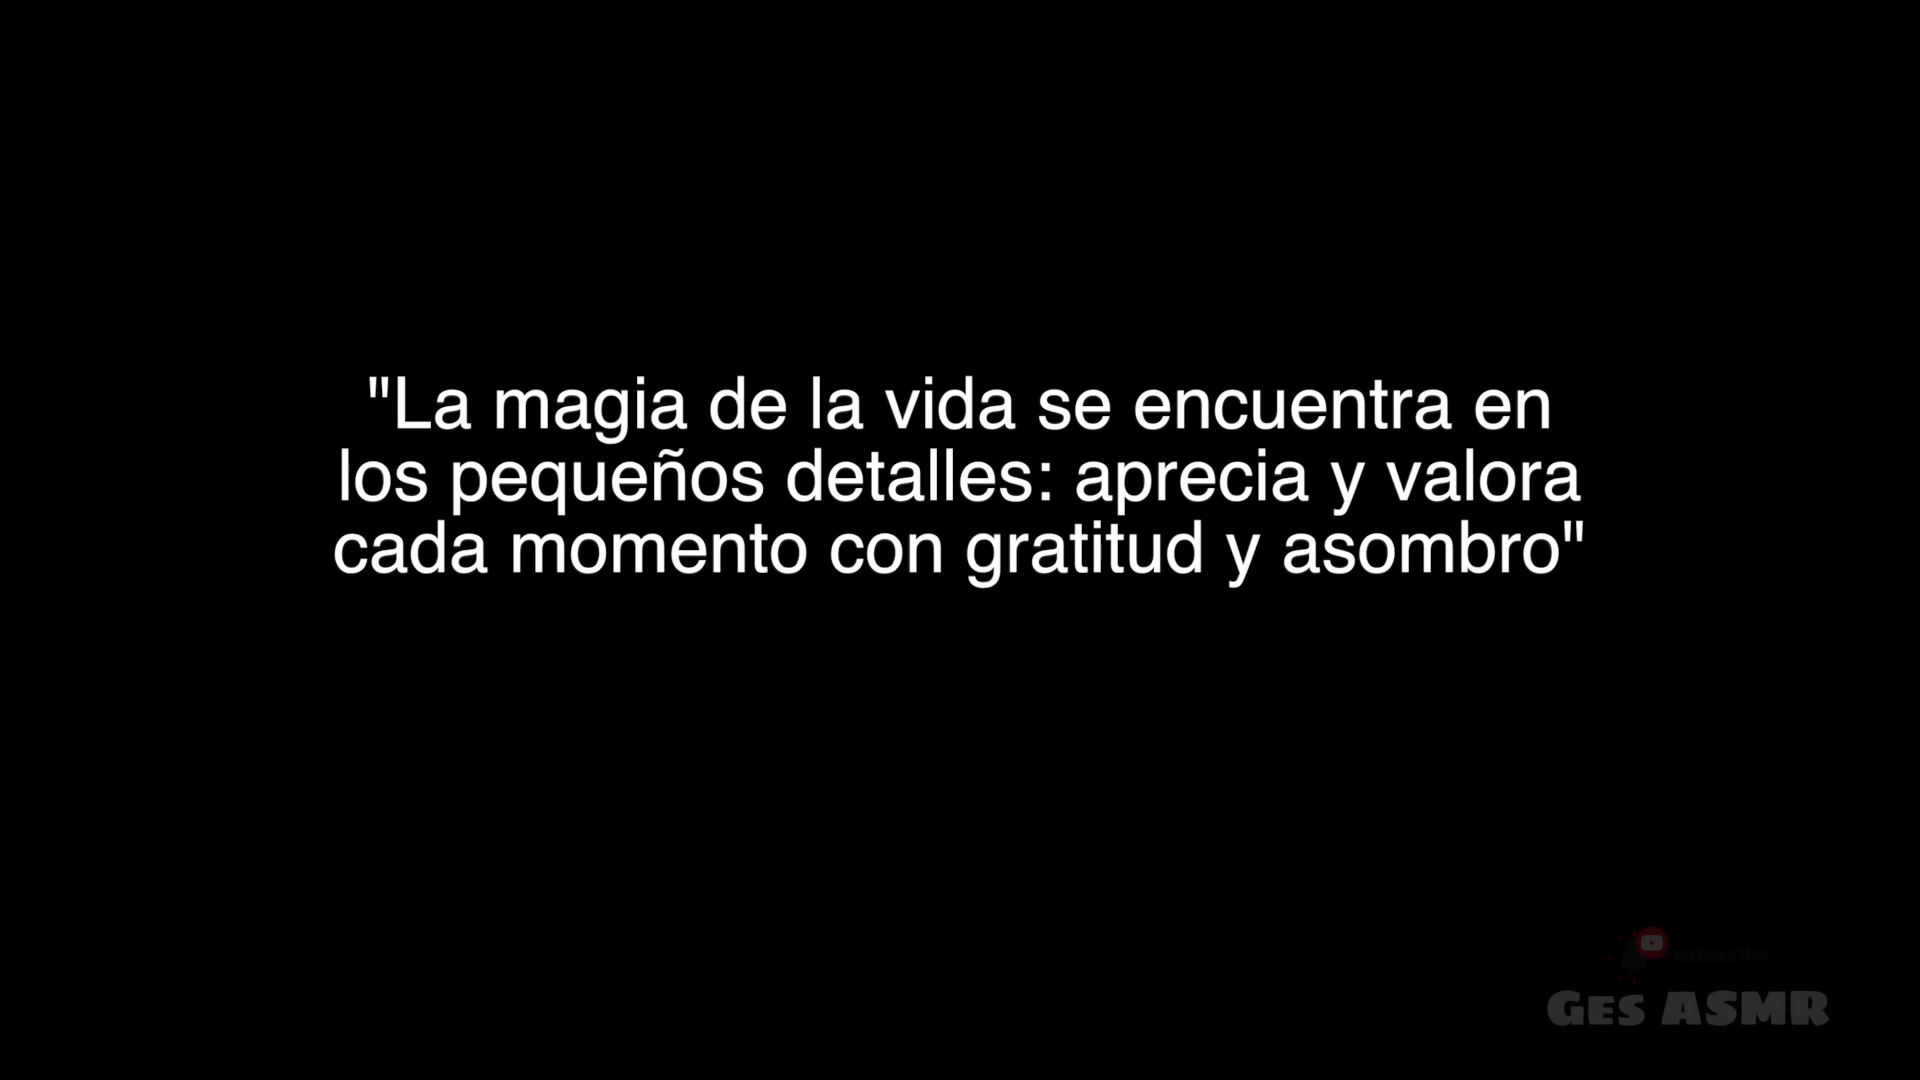 "La magia de la vida se encuentra en
los pequeños detalles: aprecia y valora
cada momento con gratitud y asombro"
subscribe
Ges ASMR